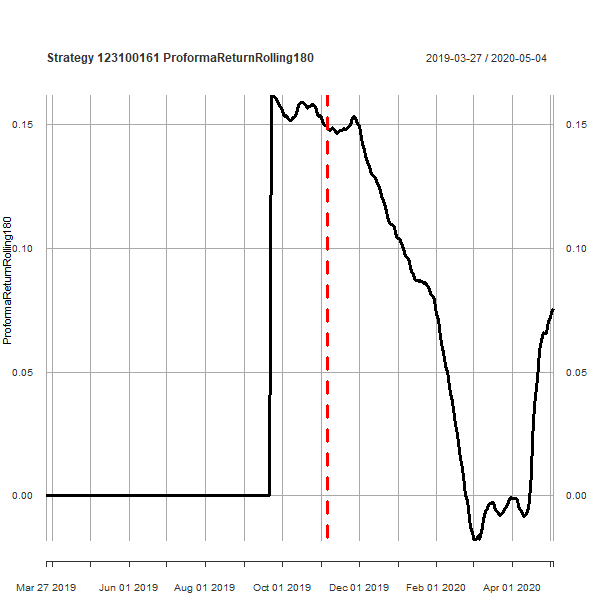 Strategy 123100161 ProformaReturnRolling180
2019-03-27 / 2020-05-04
ProformaReturnRolling180
0.15
0.15
0.10
0.10
0.05
0.05
0.00
0.00
Mar 27 2019
Jun 01 2019
Aug 01 2019
Oct 01 2019
Dec 01 2019
Feb 01 2020
Apr 01 2020